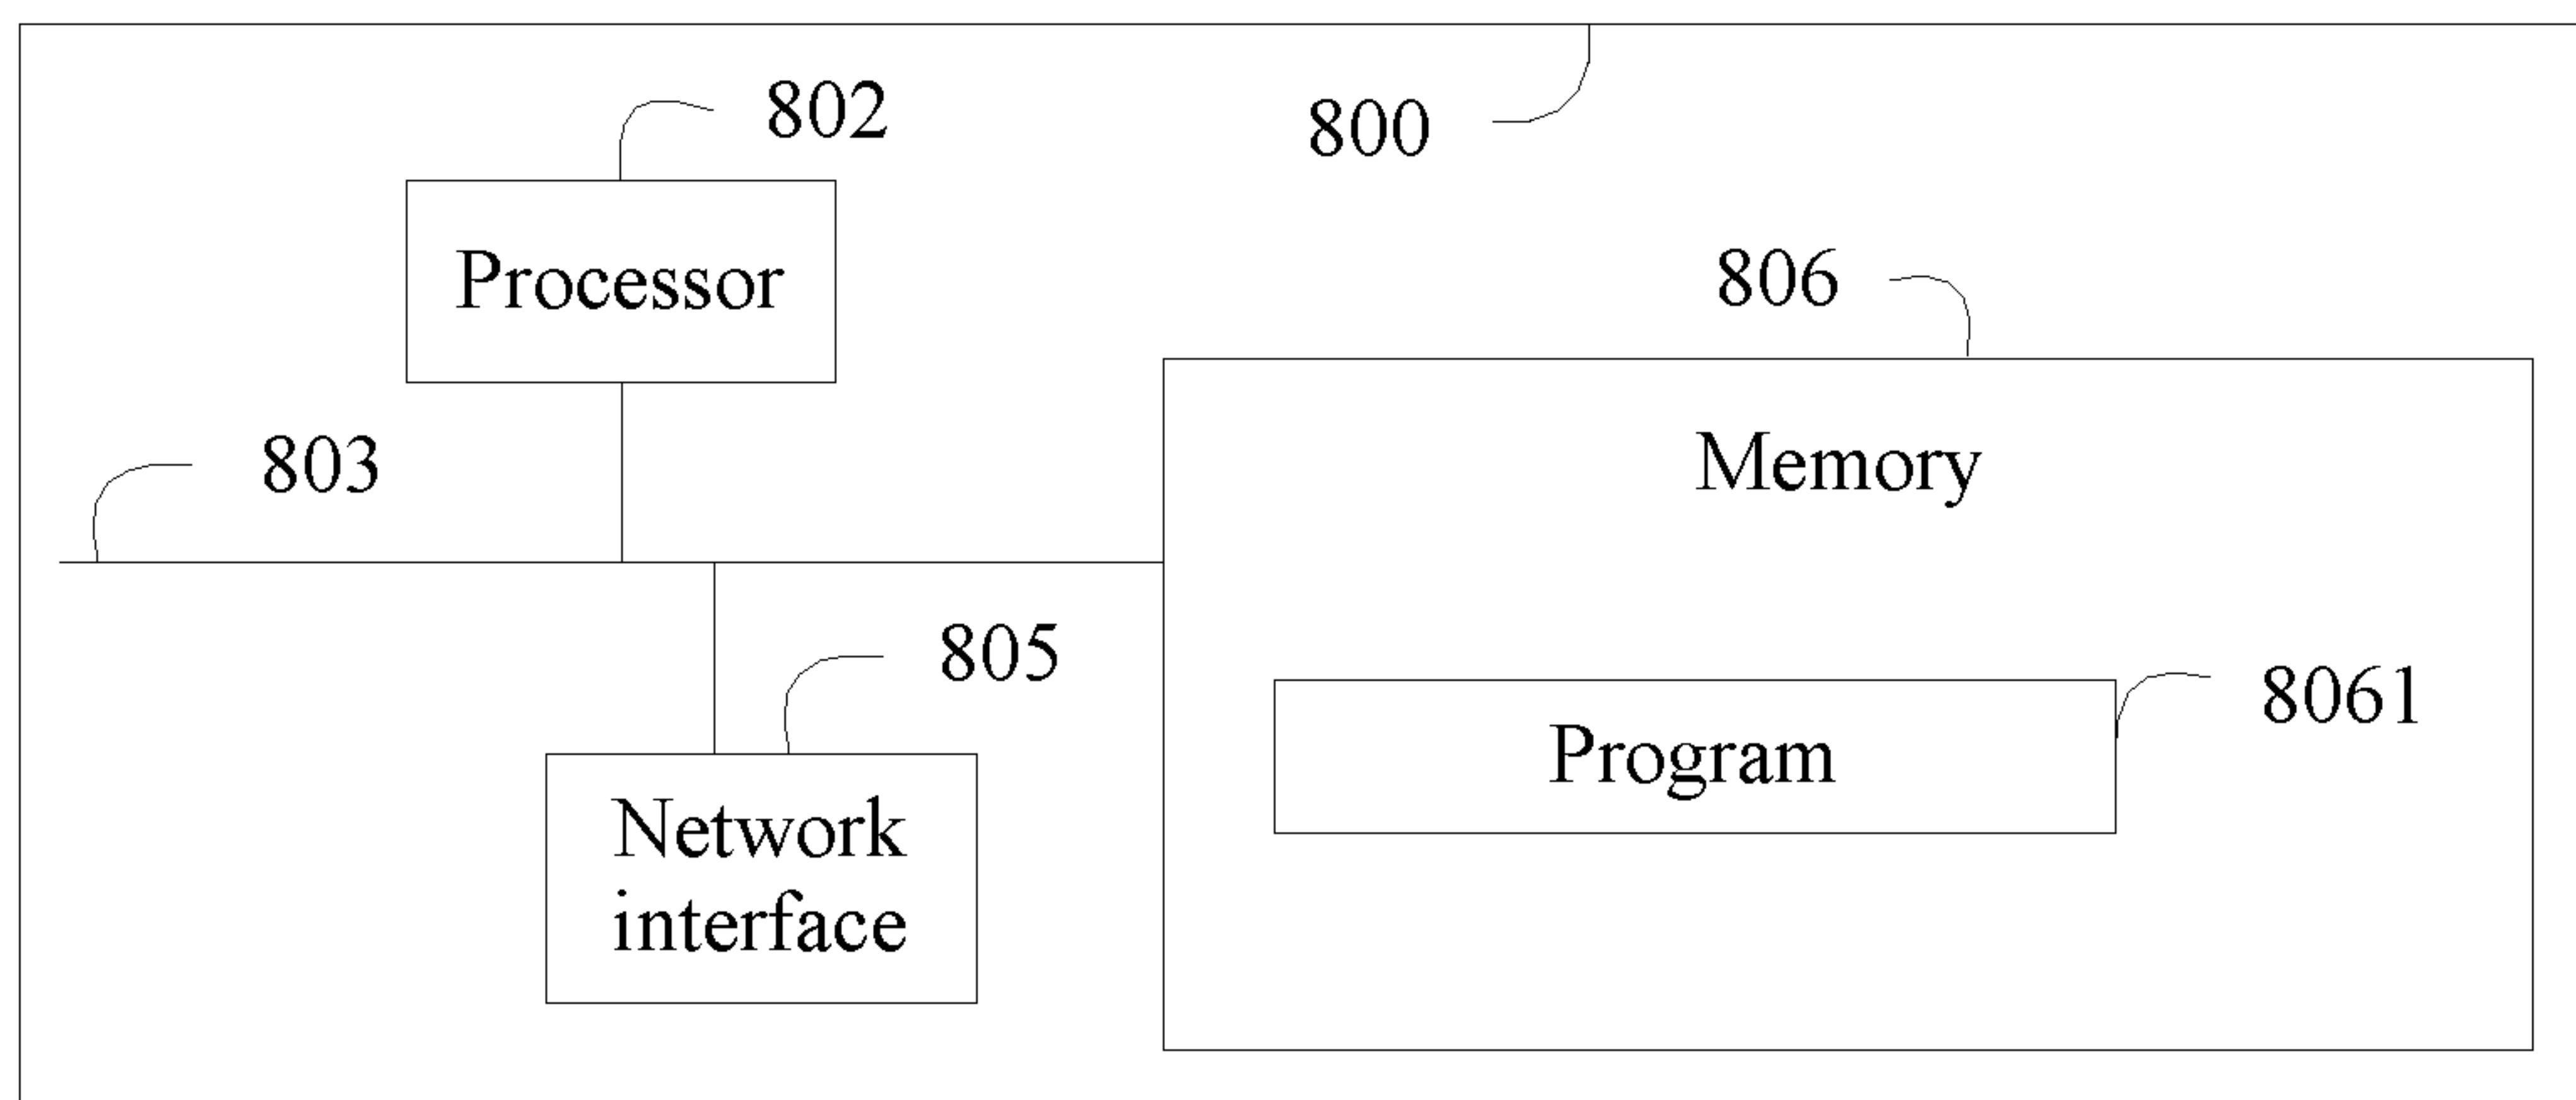 802
800
Processor
806
803
Memory
805
8061
Program
Network
interface